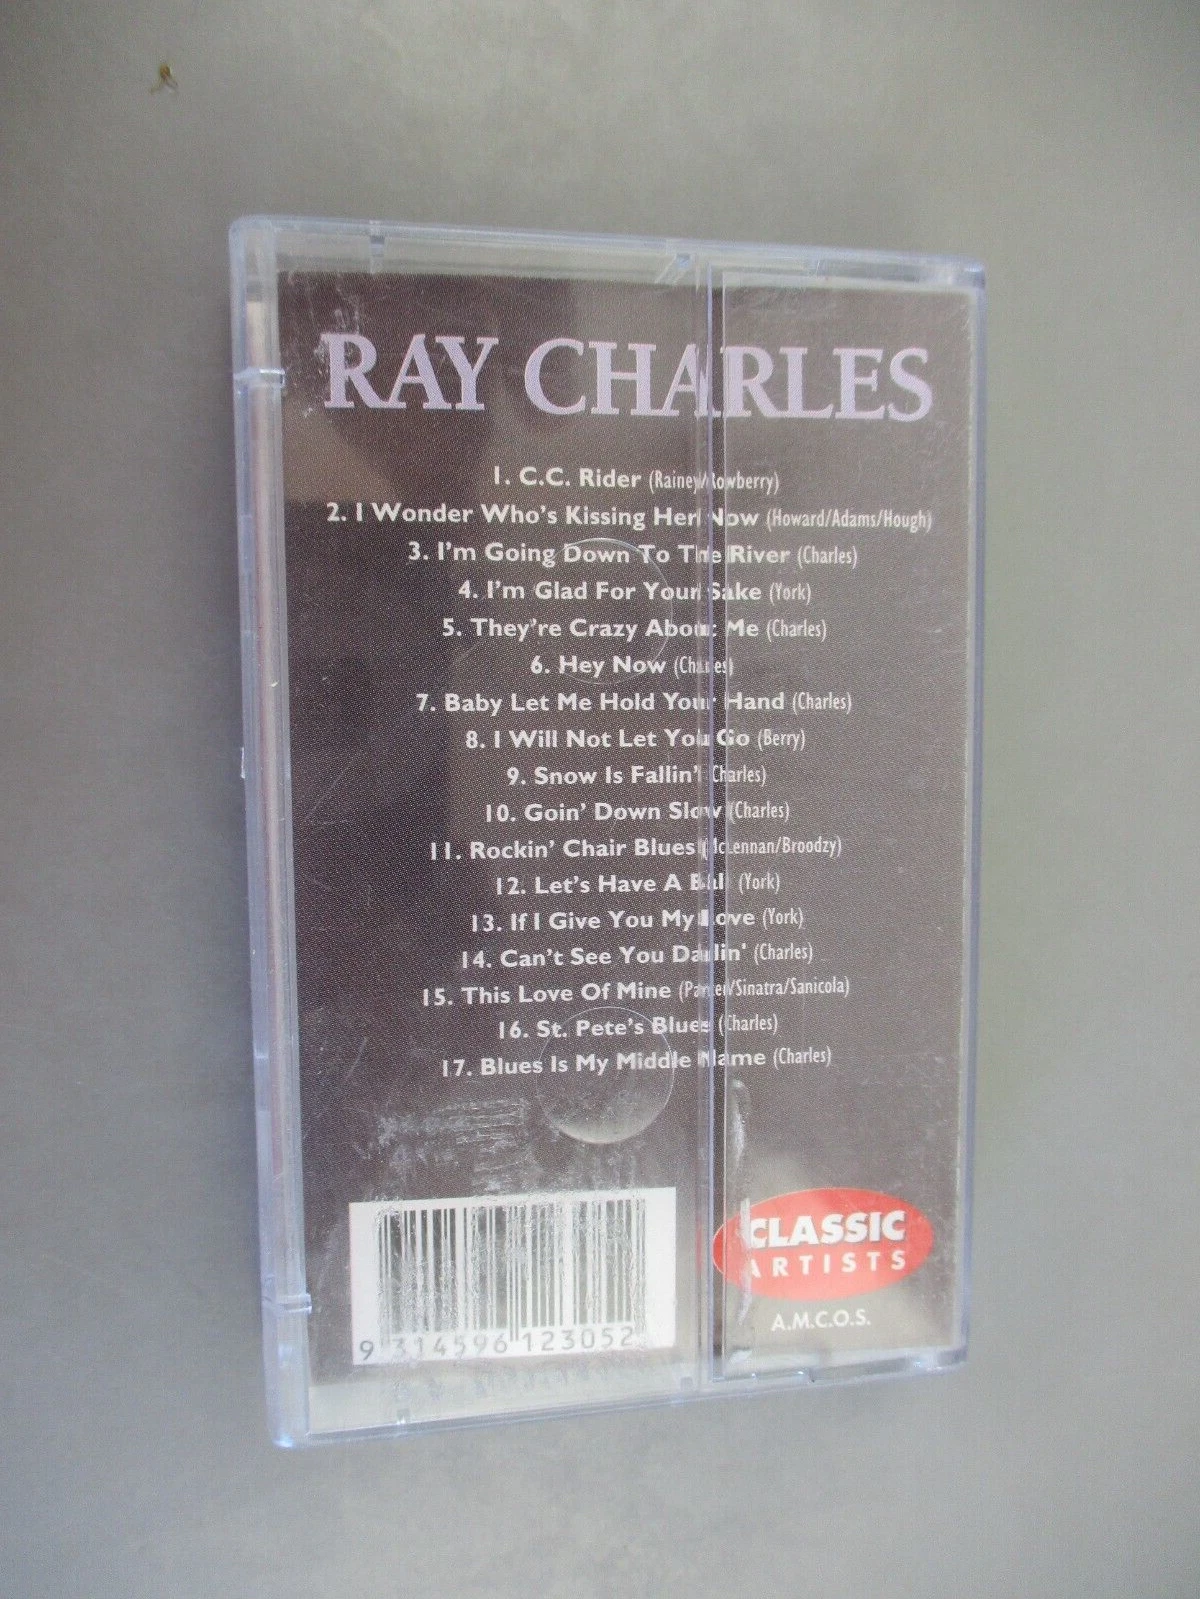 RAY CHARLES
1. C.C. Rider (Rainey/Rowberry)
2. I Wonder Who's Kissing Her Now (Howard/Adams/Hough)
3. I'm Going Down To The River (Charles)
4. I'm Glad For Your Sake (York)
5. They're Crazy About Me (Charles)
6. Hey Now (Charles)
7. Baby Let Me Hold Your Hand (Charles)
8. I Will Not Let You Go (Berry)
9. Snow Is Fallin' (Charles)
10. Goin' Down Slow (Charles)
11. Rockin' Chair Blues (McLennan/Broodzy)
12. Let's Have A Ball (York)
13. If I Give You My Love (York)
14. Can't See You Darlin' (Charles)
15. This Love Of Mine (Parker/Sinatra/Sanicola)
16. St. Pete's Blues (Charles)
17. Blues Is My Middle Name (Charles)
CLASSIC
ARTISTS
A.M.C.O.S.
9 314596 123052